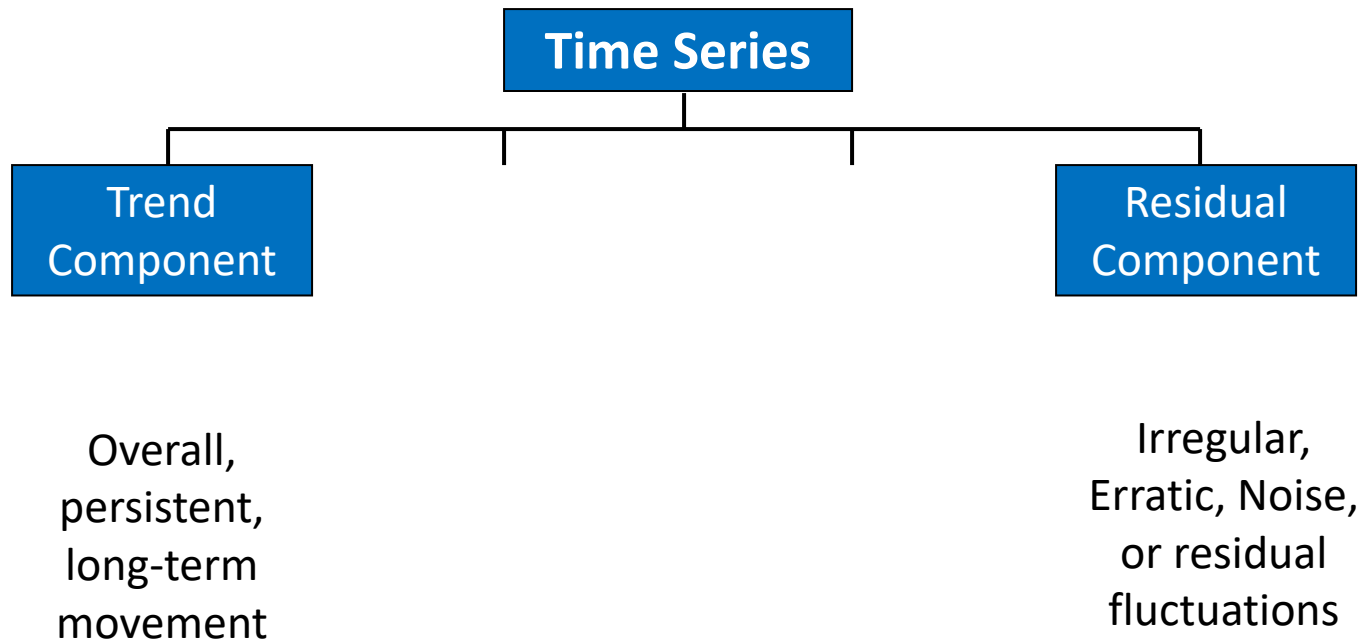 Time Series
Trend
Component
Residual
Component
Overall,
persistent,
long-term
movement
Irregular,
Erratic, Noise,
or residual
fluctuations